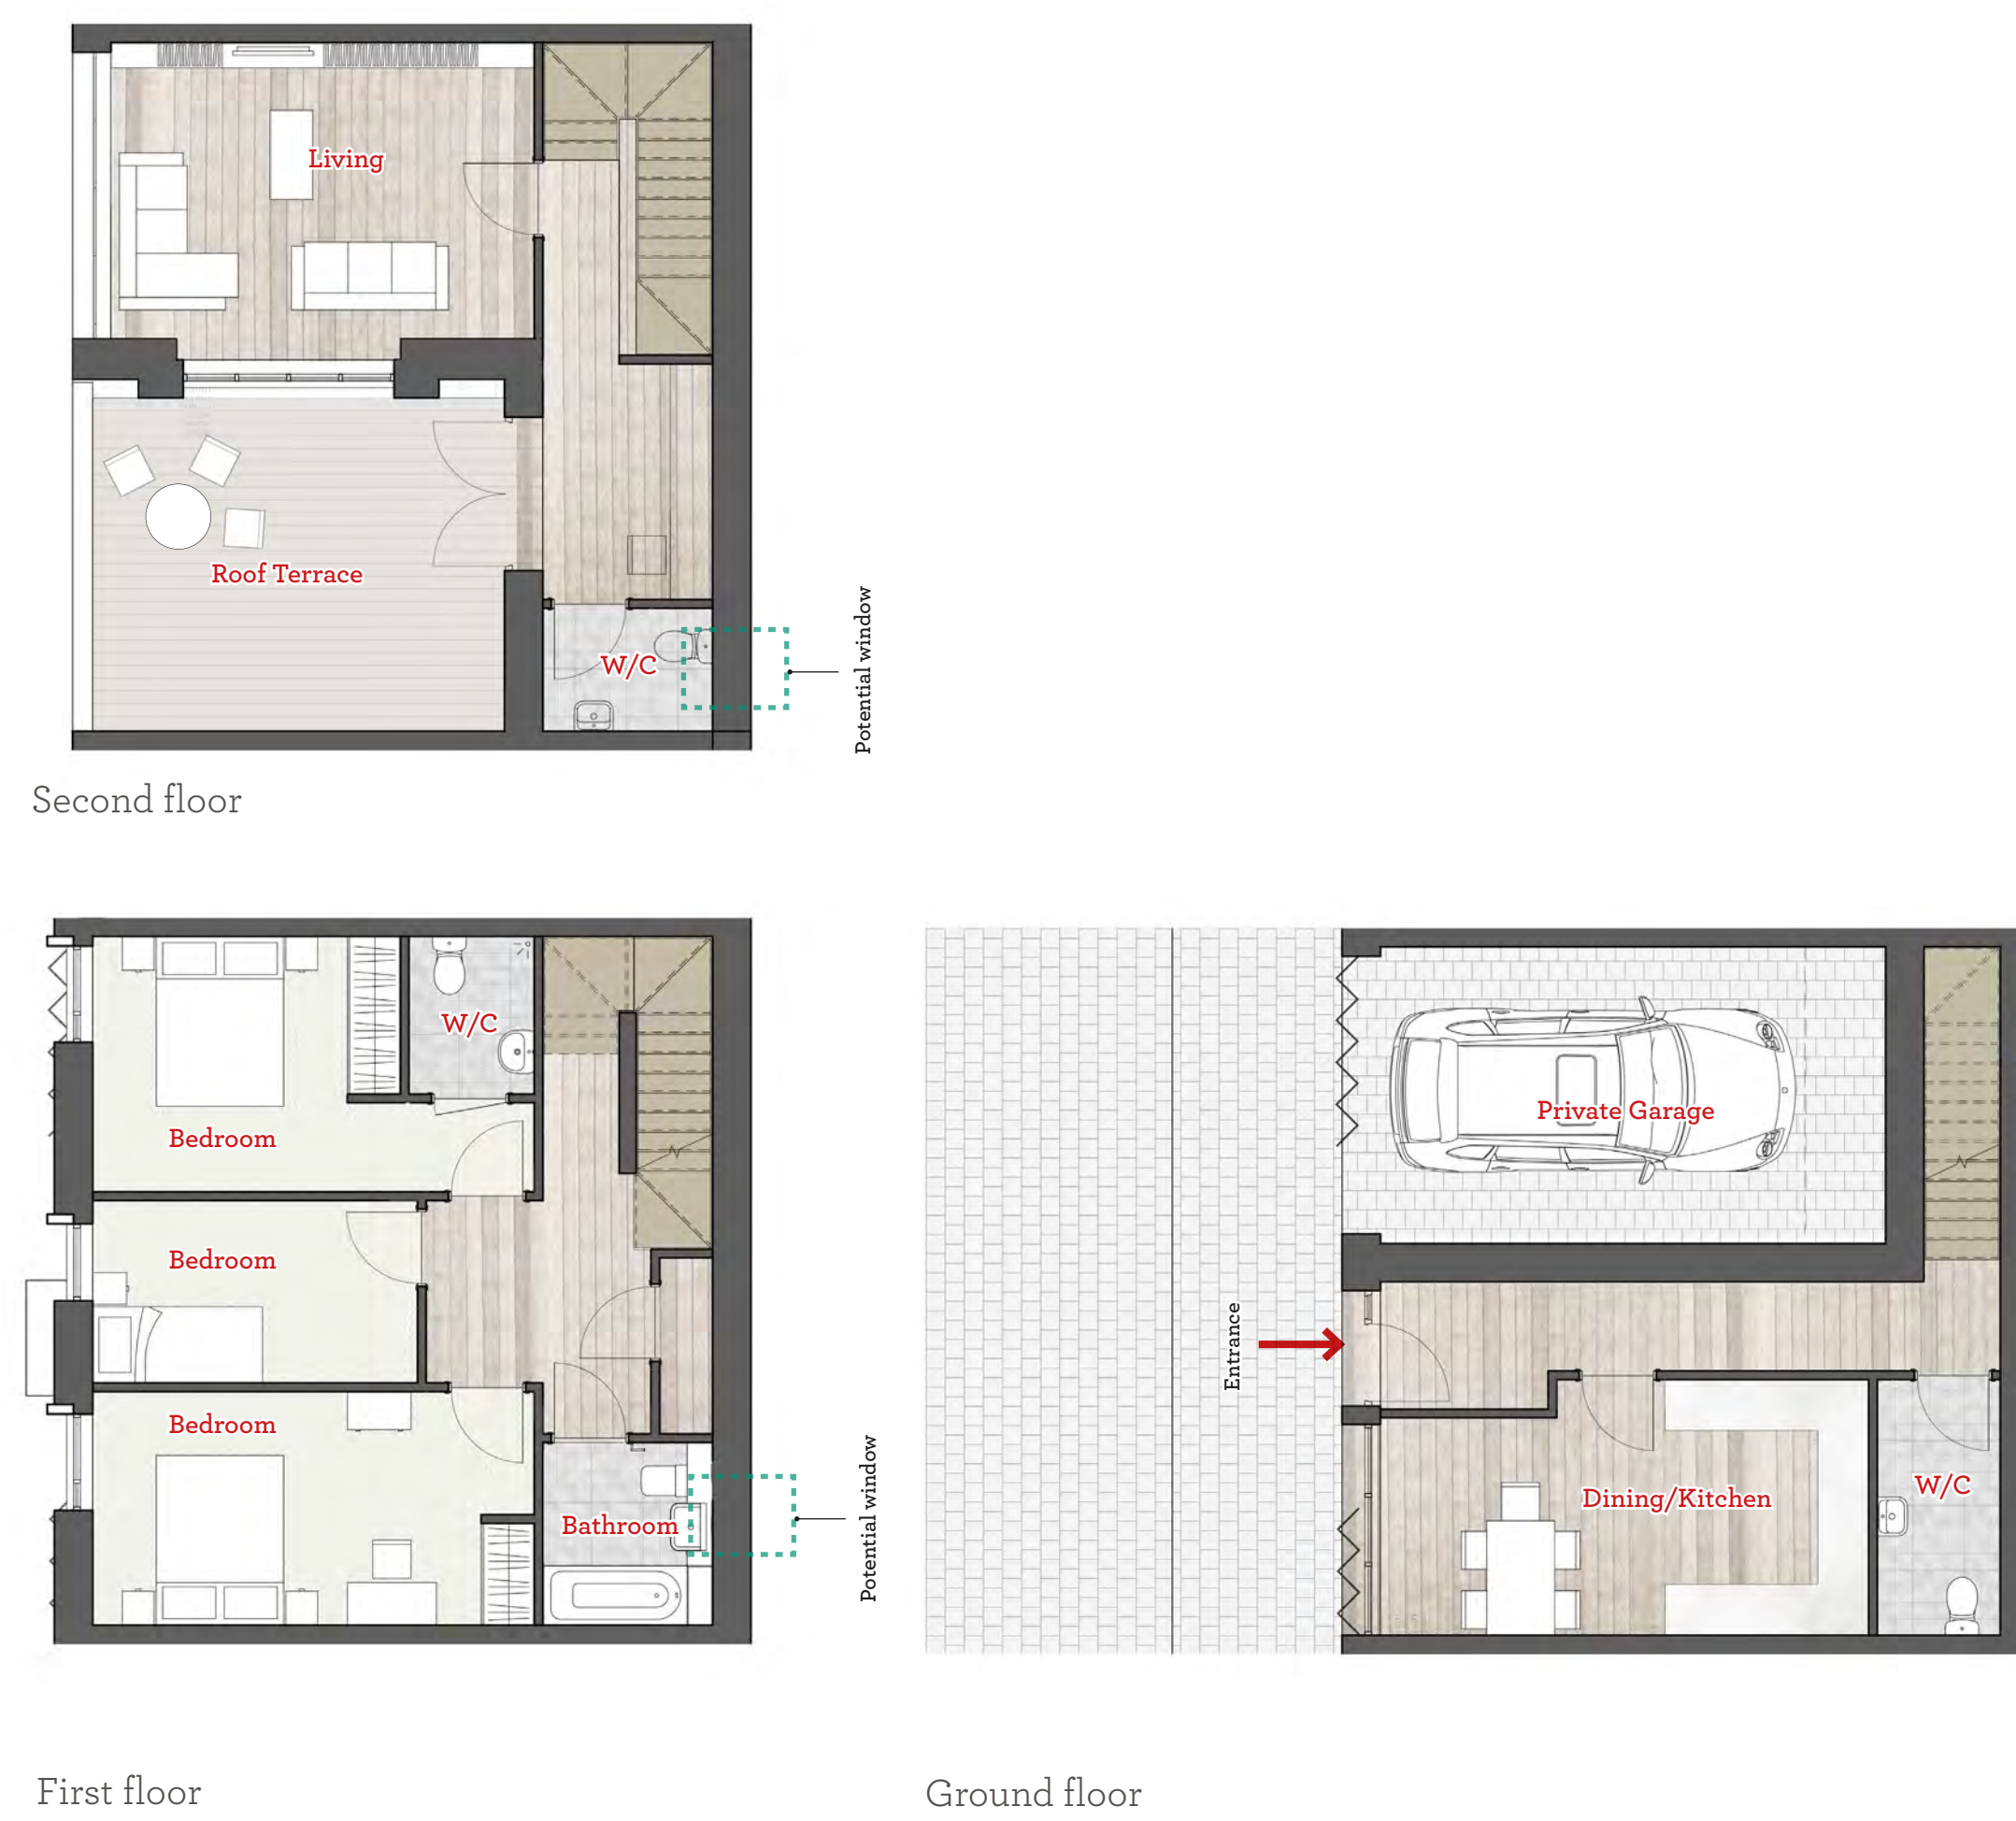 Living
Roof Terrace
W/C
Potential window
Second floor
W/C
Bedroom
Bedroom
Bedroom
Bathroom
Potential window
First floor
Private Garage
Entrance
Dining/Kitchen
W/C
Ground floor